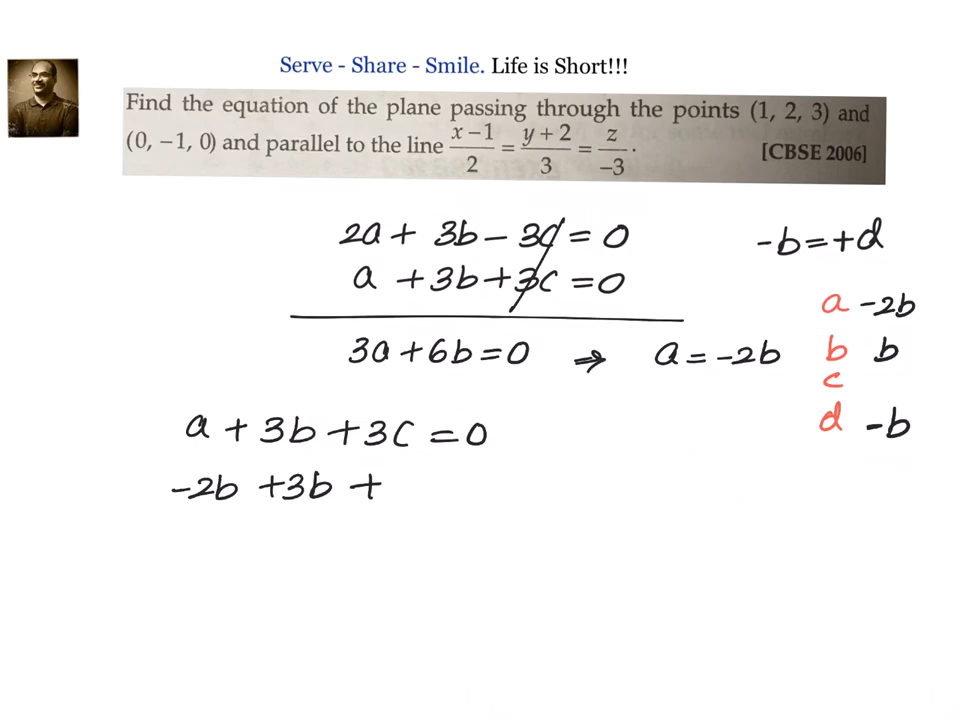 Serve - Share - Smile. Life is Short!!!
Find the equation of the plane passing through the points (1, 2, 3) and
(0, −1, 0) and parallel to the line (x − 1)/2 = (y + 2)/3 = z/−3.
[CBSE 2006]
2a + 3b − 3c = 0
-b = +d
a + 3b + 3c = 0
a -2b
3a + 6b = 0 ⇒ a = -2b
b b
c
d -b
a + 3b + 3c = 0
-2b + 3b +